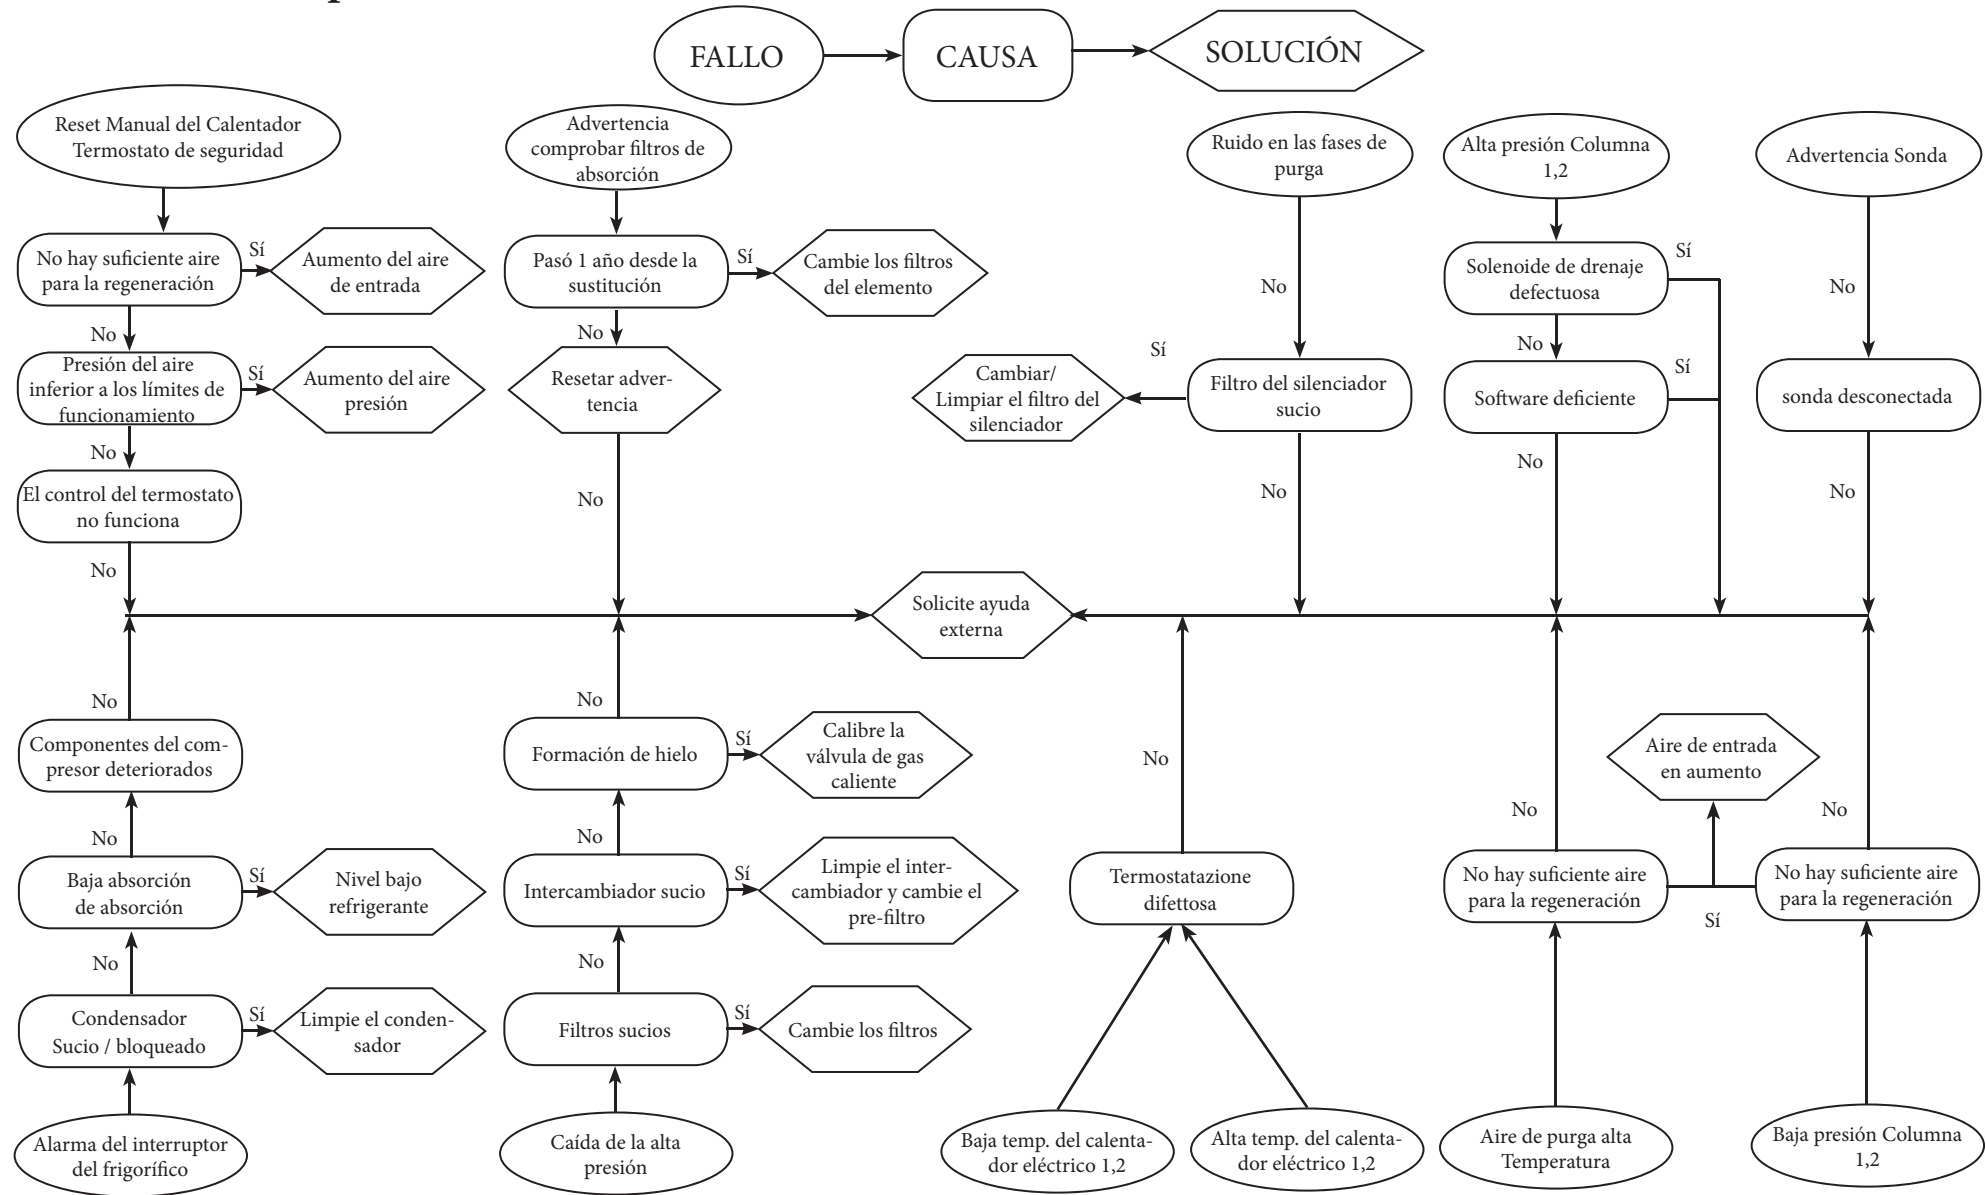 FALLO
CAUSA
SOLUCIÓN
Reset Manual del Calentador
Termostato de seguridad
No hay suficiente aire
para la regeneración
Sí
Aumento del aire
de entrada
No
Presión del aire
inferior a los límites de
funcionamiento
Sí
Aumento del aire
presión
No
El control del termostato
no funciona
No
Advertencia
comprobar filtros de
absorción
Pasó 1 año desde la
sustitución
Sí
Cambie los filtros
del elemento
No
Resetar adver-
tencia
No
Ruido en las fases de
purga
No
Filtro del silenciador
sucio
Sí
Cambiar/
Limpiar el filtro del
silenciador
No
Alta presión Columna
1,2
Solenoide de drenaje
defectuosa
Sí
No
Software deficiente
Sí
No
Advertencia Sonda
No
sonda desconectada
No
Solicite ayuda
externa
No
Componentes del com-
presor deteriorados
No
Baja absorción
de absorción
Sí
Nivel bajo
refrigerante
No
Condensador
Sucio / bloqueado
Sí
Limpie el conden-
sador
Alarma del interruptor
del frigorífico
No
Formación de hielo
Sí
Calibre la
válvula de gas
caliente
No
Intercambiador sucio
Sí
Limpie el inter-
cambiador y cambie el
pre-filtro
No
Filtros sucios
Sí
Cambie los filtros
Caída de la alta
presión
No
Termostatazione
difettosa
Baja temp. del calenta-
dor eléctrico 1,2
Alta temp. del calenta-
dor eléctrico 1,2
No
No hay suficiente aire
para la regeneración
Aire de purga alta
Temperatura
Aire de entrada
en aumento
Sí
No
No hay suficiente aire
para la regeneración
Baja presión Columna
1,2